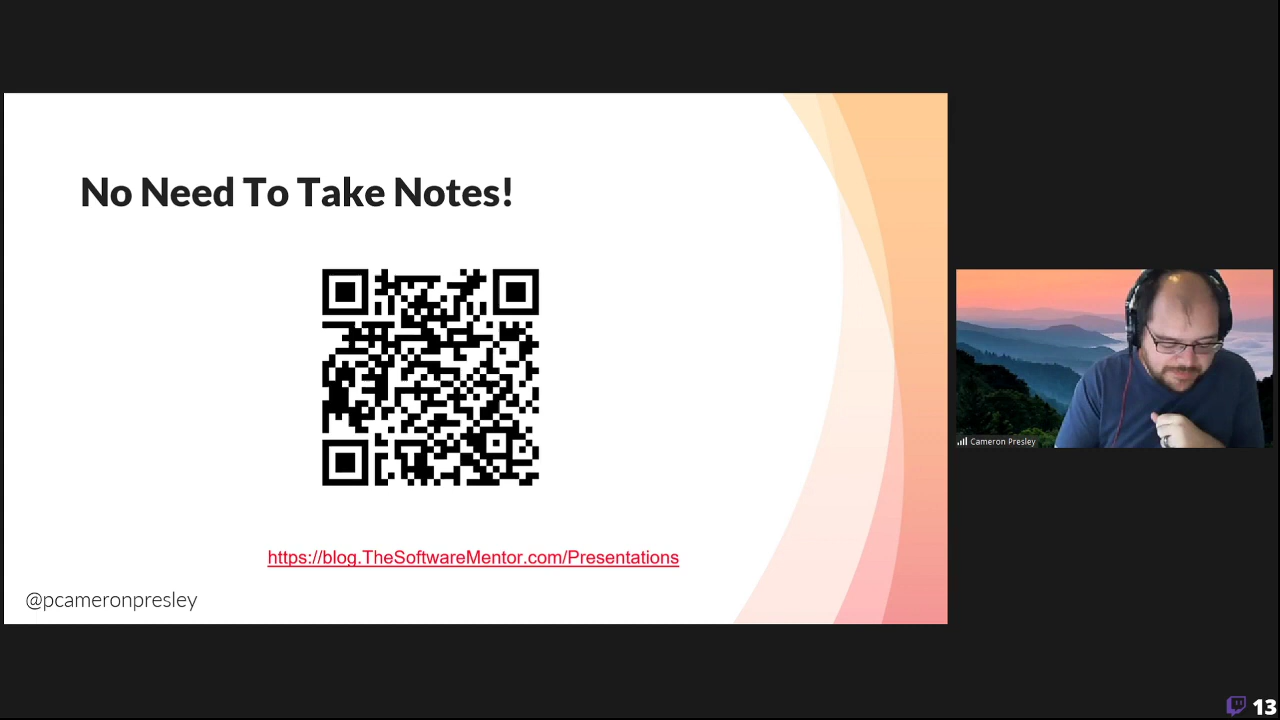 No Need To Take Notes!
https://blog.TheSoftwareMentor.com/Presentations
@pcameronpresley
Cameron Presley
13